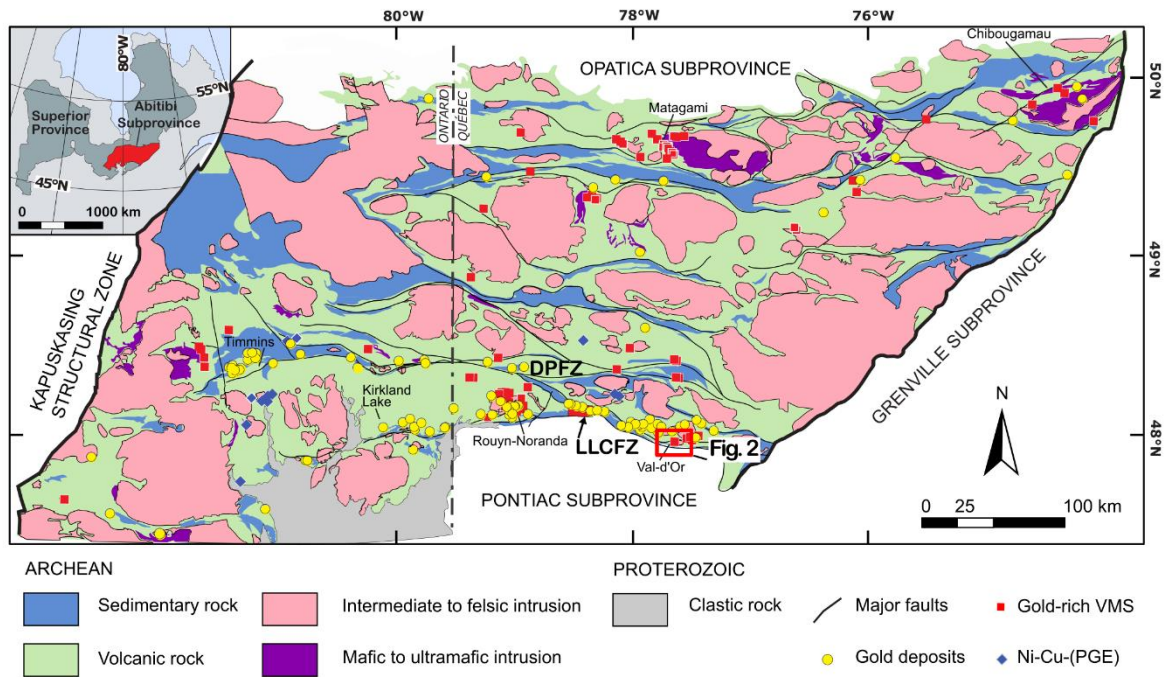 80°W
78°W
76°W
80°W
55°N
Superior
Province
Abitibi
Subprovince
45°N
0 1000 km
ONTARIO
QUÉBEC
OPATICA SUBPROVINCE
Chibougamau
50°N
Matagami
49°N
KAPUSKASING
STRUCTURAL ZONE
GRENVILLE SUBPROVINCE
Timmins
DPFZ
Kirkland
Lake
Rouyn-Noranda
LLCFZ
Fig. 2
Val-d'Or
48°N
N
PONTIAC SUBPROVINCE
0 25 100 km
ARCHEAN
PROTEROZOIC
Sedimentary rock
Intermediate to felsic intrusion
Clastic rock
Major faults
Gold-rich VMS
Volcanic rock
Mafic to ultramafic intrusion
Gold deposits
Ni-Cu-(PGE)